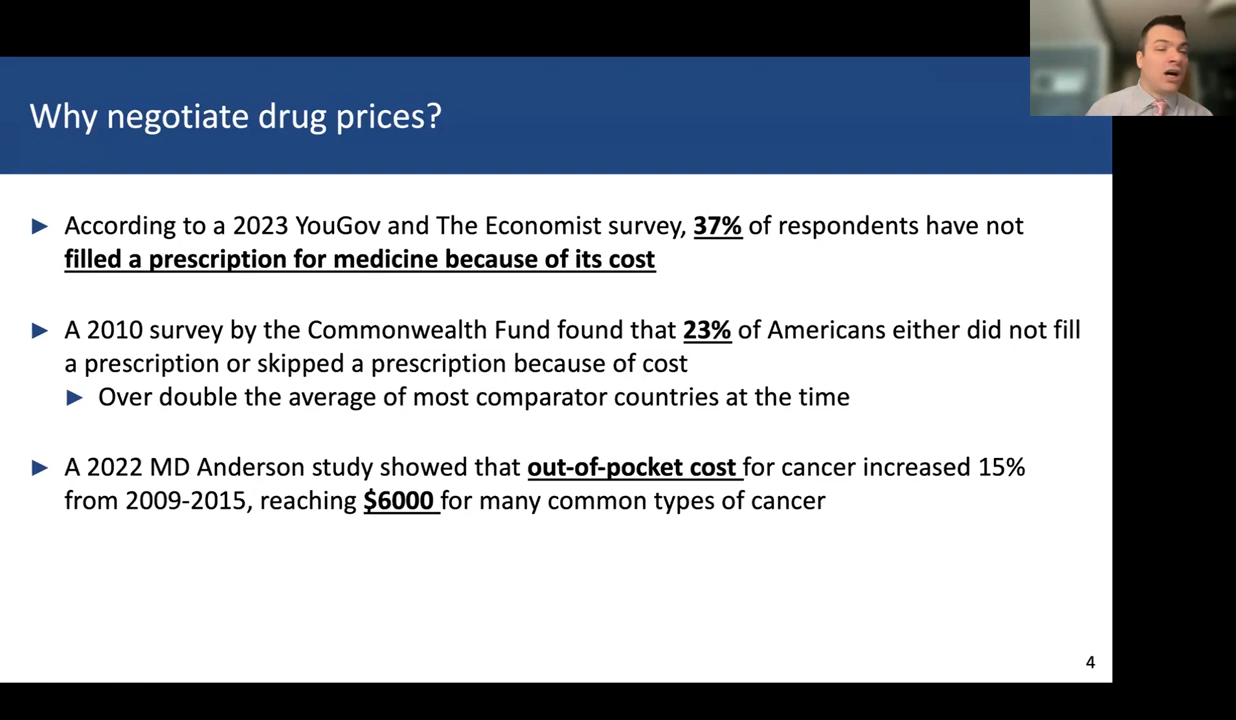 Why negotiate drug prices?
► According to a 2023 YouGov and The Economist survey, 37% of respondents have not
filled a prescription for medicine because of its cost
► A 2010 survey by the Commonwealth Fund found that 23% of Americans either did not fill
a prescription or skipped a prescription because of cost
► Over double the average of most comparator countries at the time
► A 2022 MD Anderson study showed that out-of-pocket cost for cancer increased 15%
from 2009-2015, reaching $6000 for many common types of cancer
4